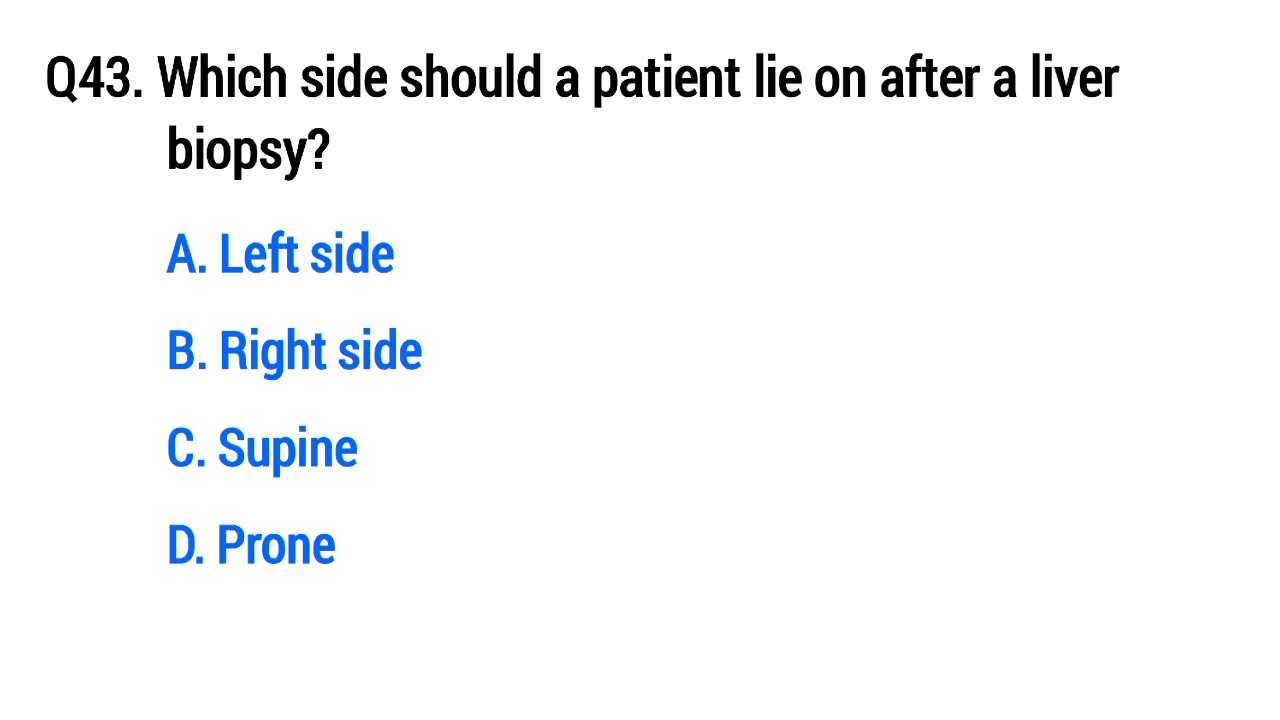 Q43. Which side should a patient lie on after a liver
biopsy?
A. Left side
B. Right side
C. Supine
D. Prone